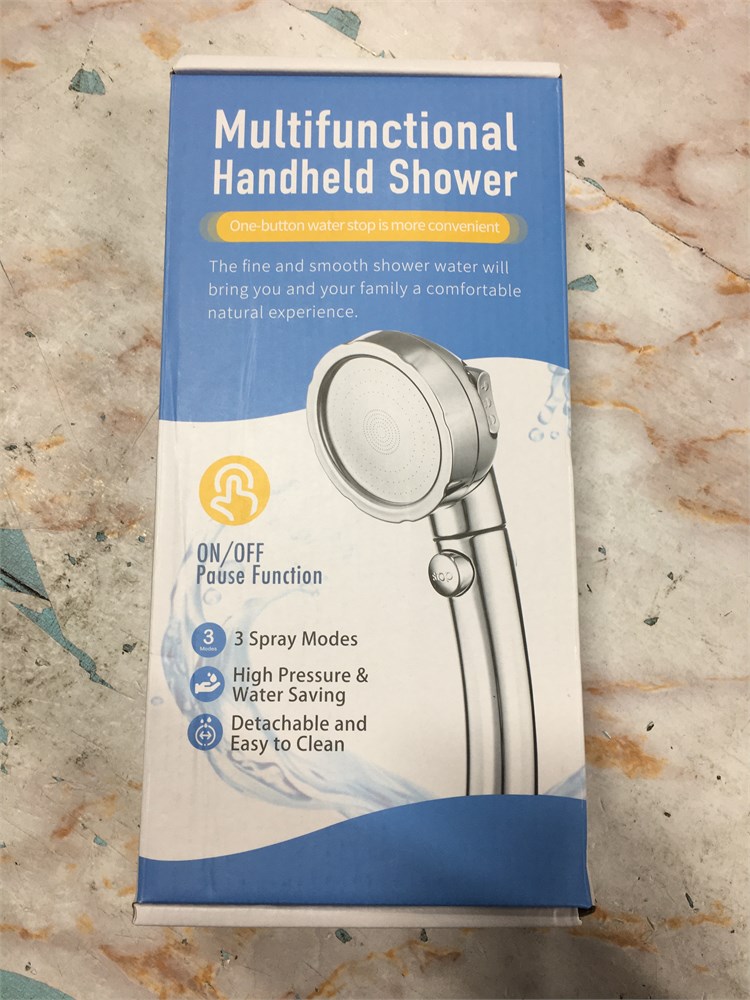 Multifunctional
Handheld Shower
One-button water stop is more convenient
The fine and smooth shower water will
bring you and your family a comfortable
natural experience.
ON/OFF
Pause Function
stop
3
Modes
3 Spray Modes
High Pressure &
Water Saving
Detachable and
Easy to Clean